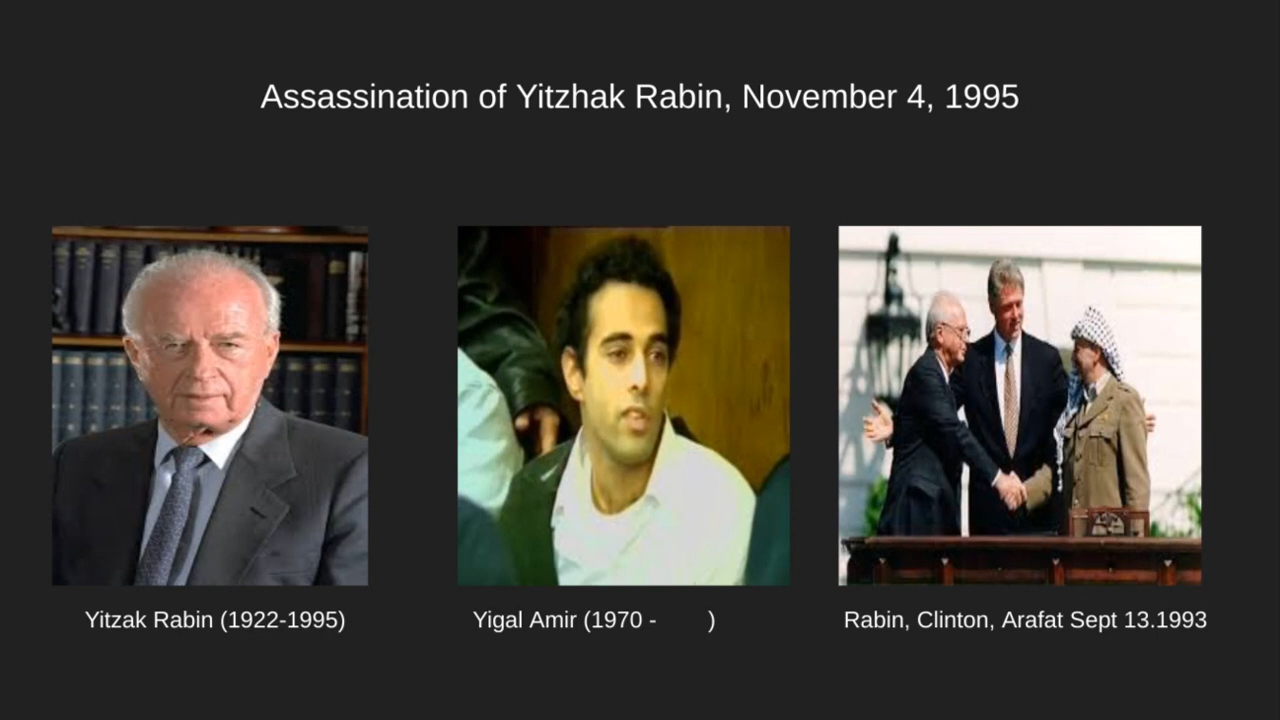 Assassination of Yitzhak Rabin, November 4, 1995
Yitzak Rabin (1922-1995)
Yigal Amir (1970 - )
Rabin, Clinton, Arafat Sept 13.1993